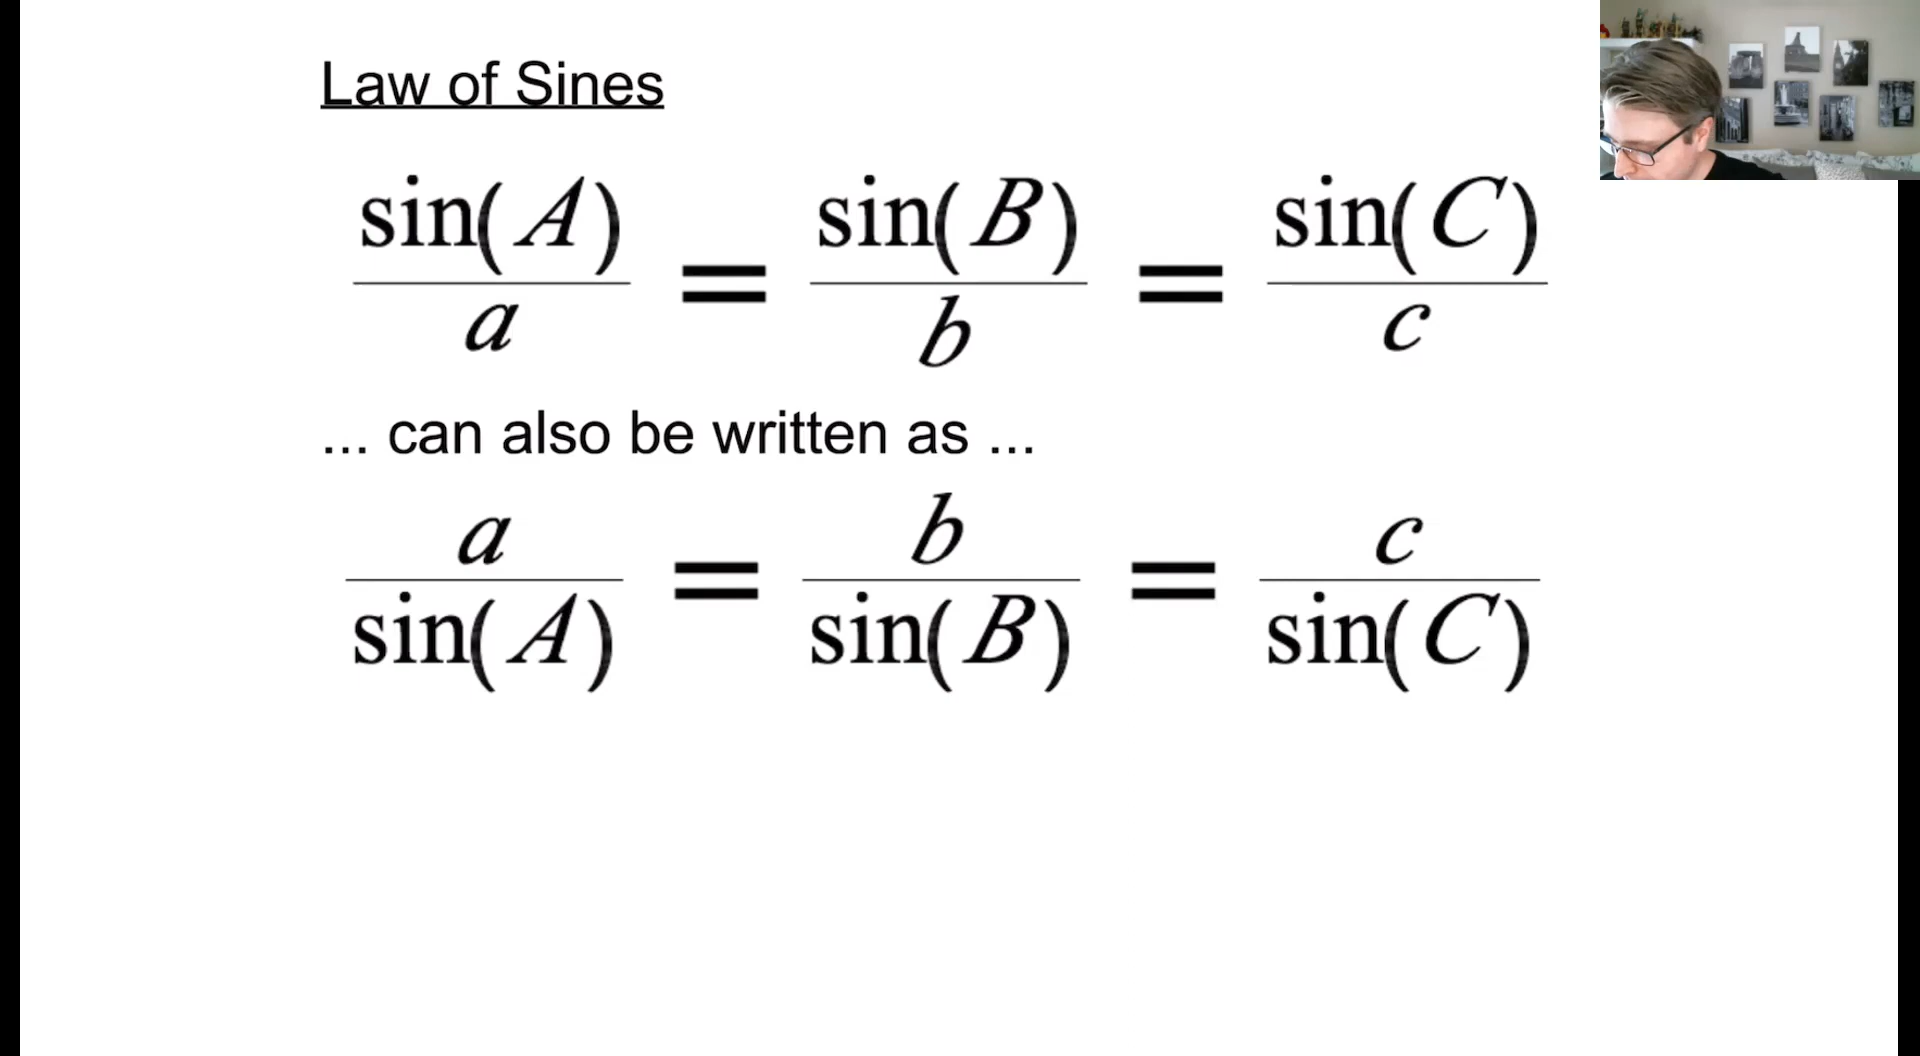 Law of Sines
sin(A)/a = sin(B)/b = sin(C)/c
... can also be written as ...
a/sin(A) = b/sin(B) = c/sin(C)